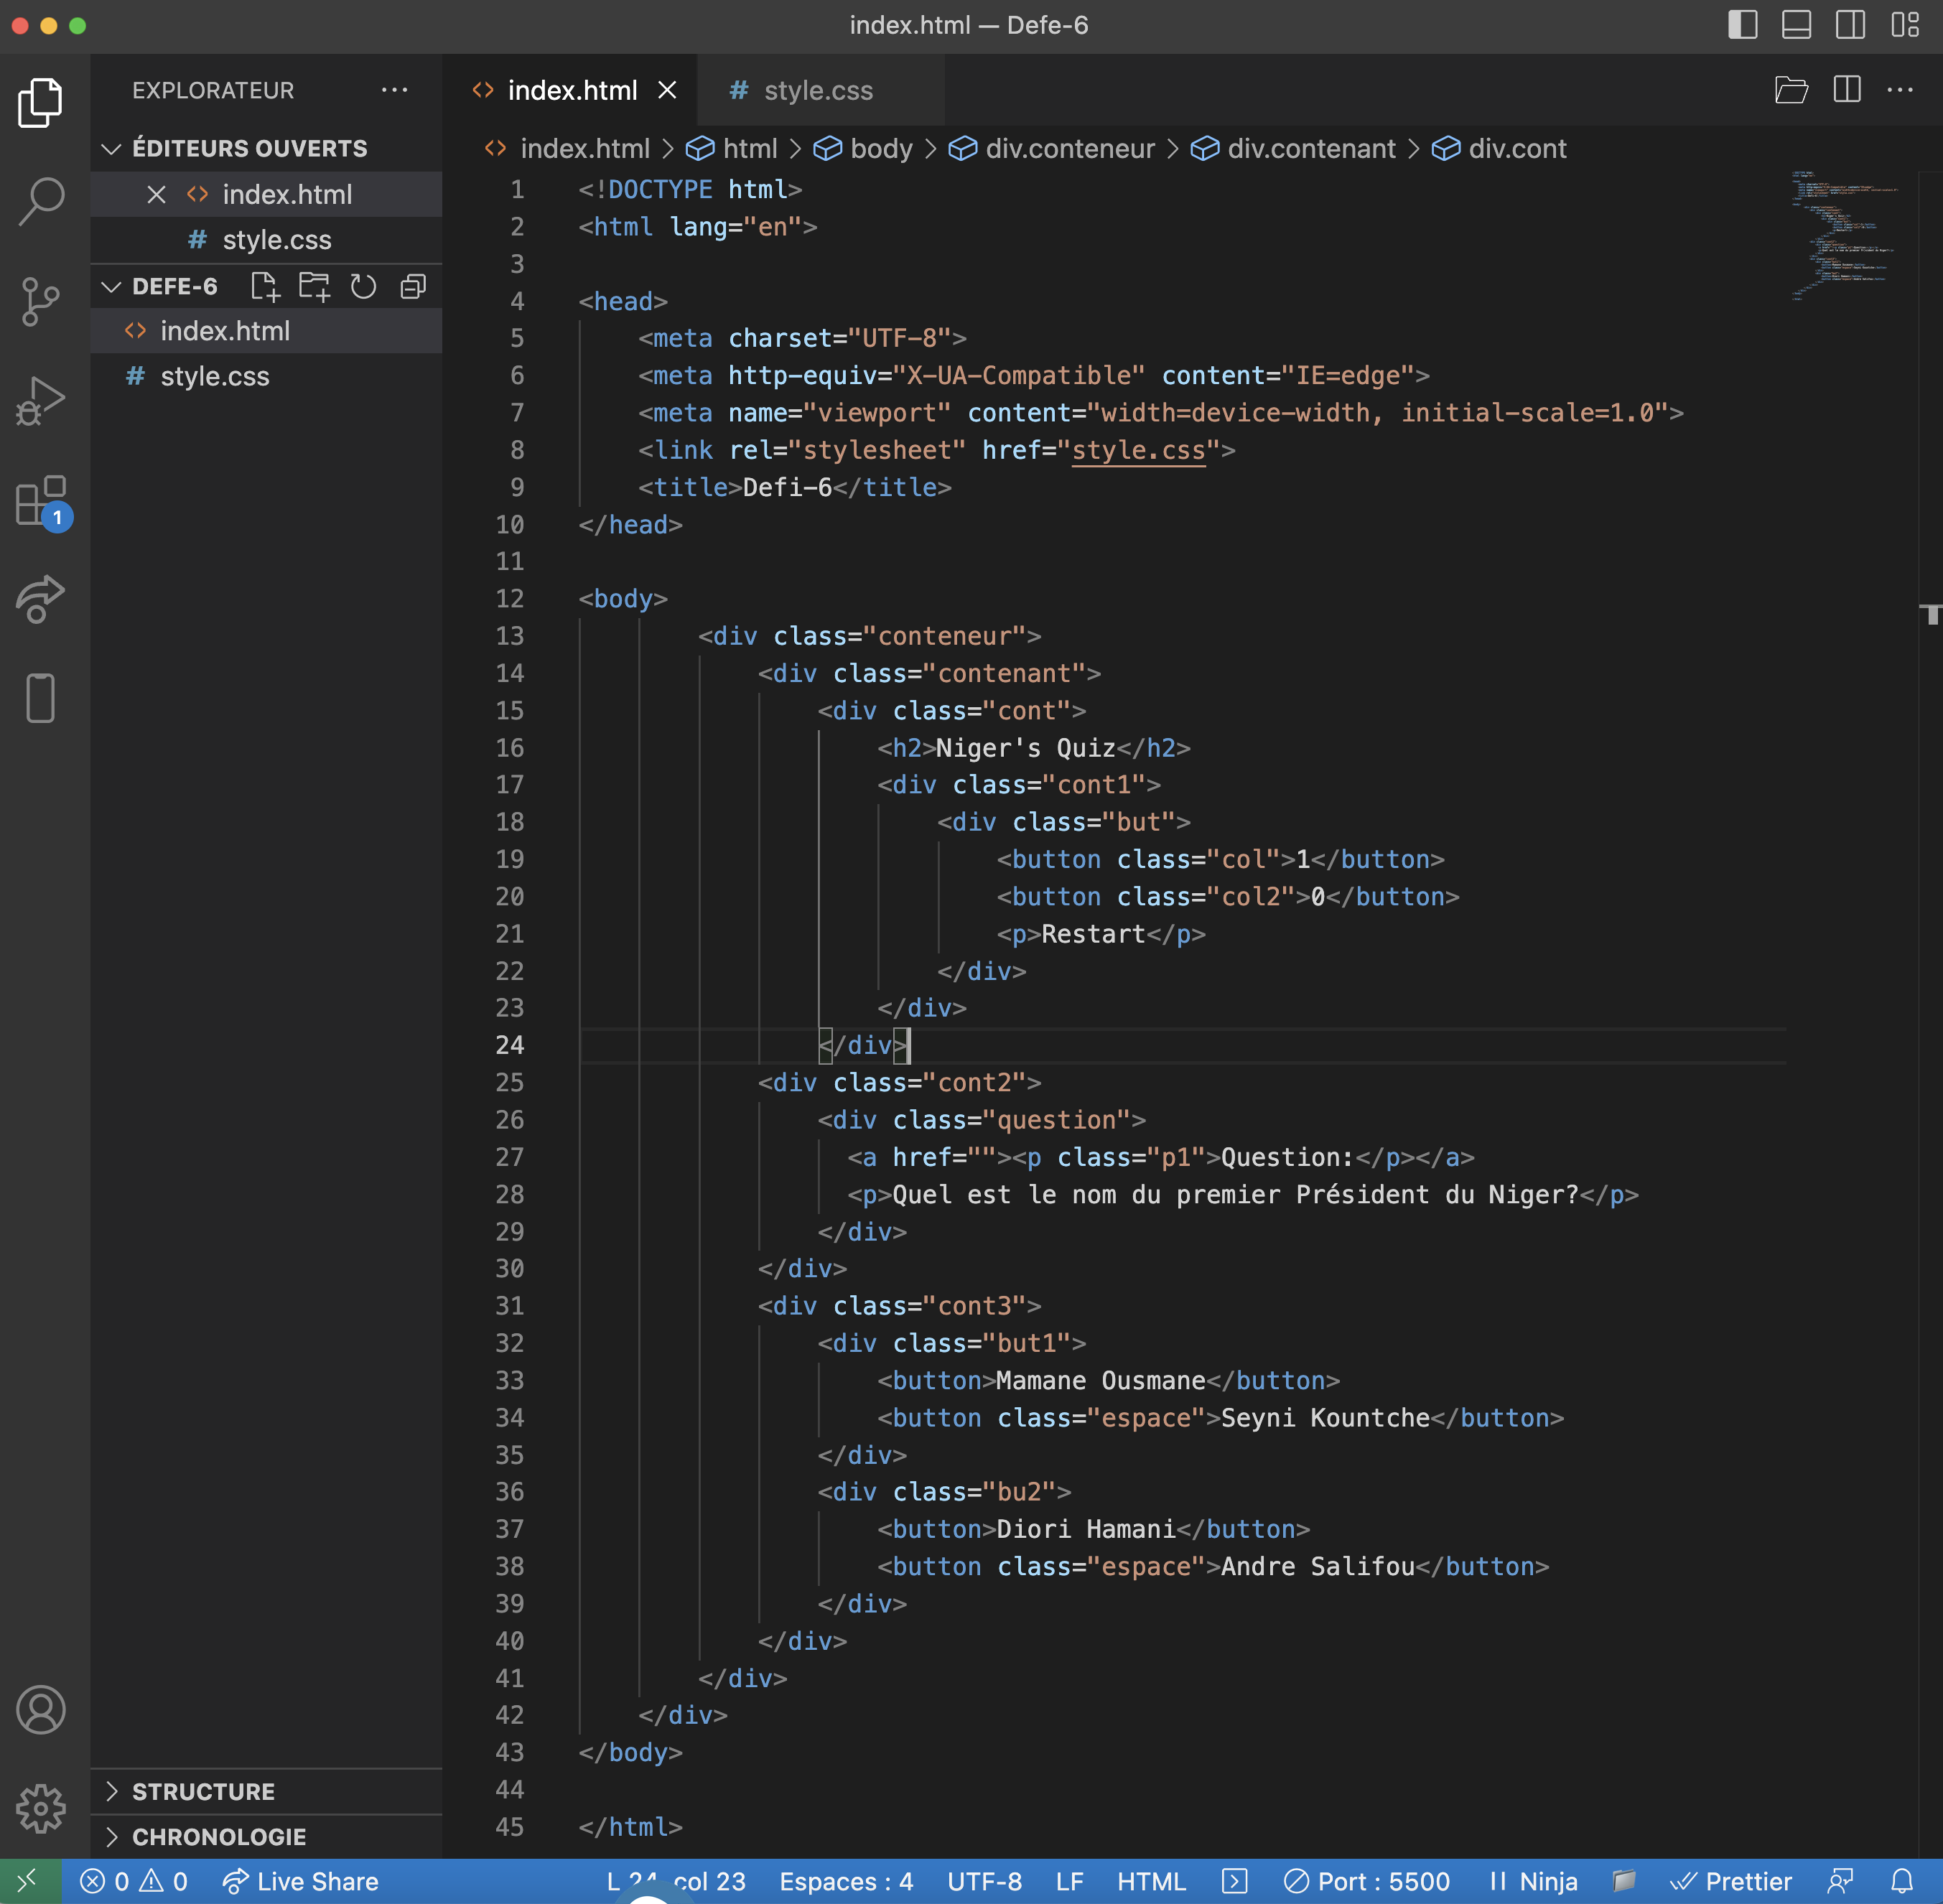 index.html — Defe-6
EXPLORATEUR
ÉDITEURS OUVERTS
index.html
# style.css
DEFE-6
index.html
# style.css
1
STRUCTURE
CHRONOLOGIE
index.html
# style.css
index.html > html > body > div.conteneur > div.contenant > div.cont
1 <!DOCTYPE html>
2 <html lang="en">
3
4 <head>
5 <meta charset="UTF-8">
6 <meta http-equiv="X-UA-Compatible" content="IE=edge">
7 <meta name="viewport" content="width=device-width, initial-scale=1.0">
8 <link rel="stylesheet" href="style.css">
9 <title>Defi-6</title>
10 </head>
11
12 <body>
13 <div class="conteneur">
14 <div class="contenant">
15 <div class="cont">
16 <h2>Niger's Quiz</h2>
17 <div class="cont1">
18 <div class="but">
19 <button class="col">1</button>
20 <button class="col2">0</button>
21 <p>Restart</p>
22 </div>
23 </div>
24 </div>
25 <div class="cont2">
26 <div class="question">
27 <a href=""><p class="p1">Question:</p></a>
28 <p>Quel est le nom du premier Président du Niger?</p>
29 </div>
30 </div>
31 <div class="cont3">
32 <div class="but1">
33 <button>Mamane Ousmane</button>
34 <button class="espace">Seyni Kountche</button>
35 </div>
36 <div class="bu2">
37 <button>Diori Hamani</button>
38 <button class="espace">Andre Salifou</button>
39 </div>
40 </div>
41 </div>
42 </div>
43 </body>
44
45 </html>
0 0 Live Share L 24, col 23 Espaces : 4 UTF-8 LF HTML Port : 5500 Ninja Prettier